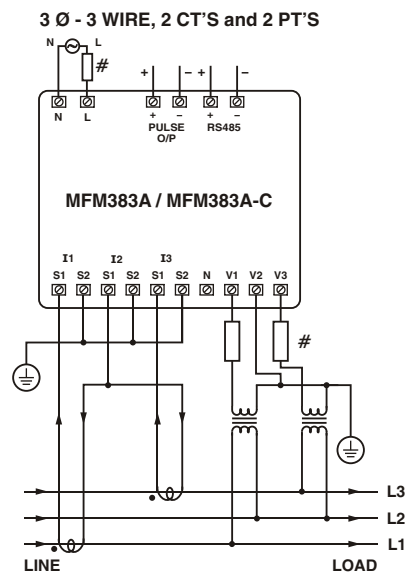 3 Ø - 3 WIRE, 2 CT'S and 2 PT'S
N L
#
+ – + –
N L + – + –
PULSE O/P RS485
MFM383A / MFM383A-C
I1 I2 I3
S1 S2 S1 S2 S1 S2 N V1 V2 V3
#
L3
L2
L1
LINE LOAD